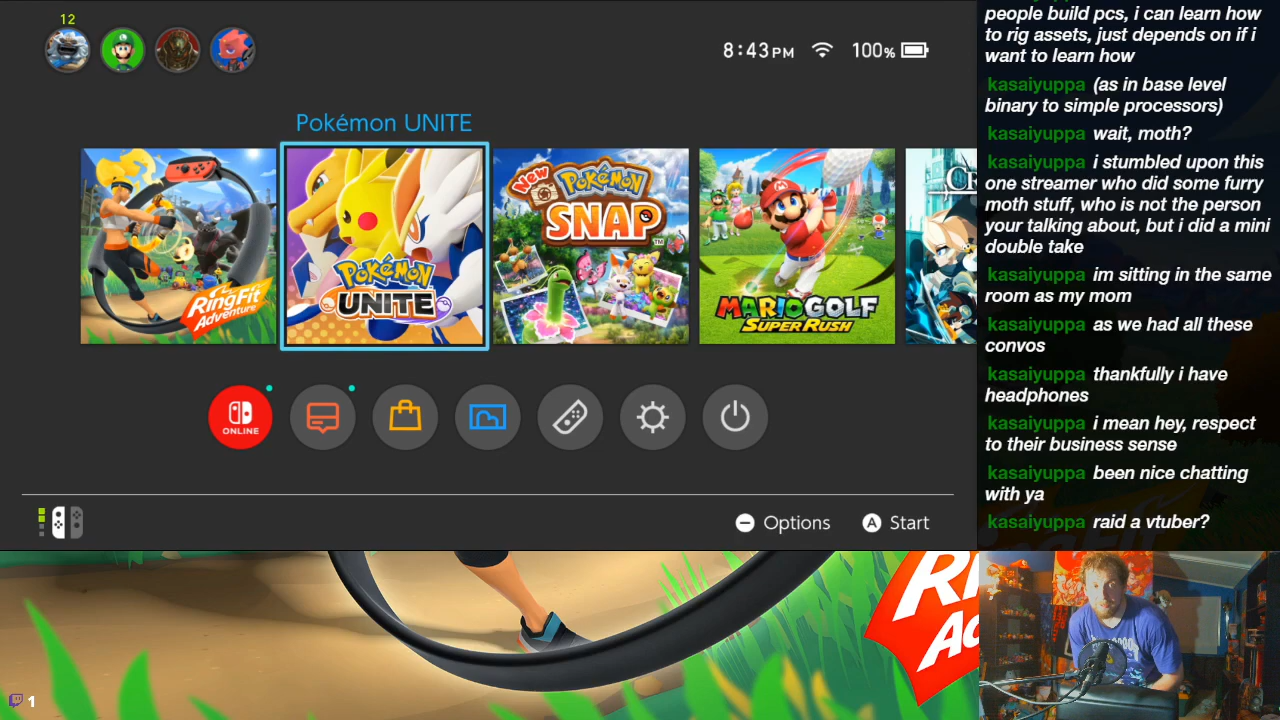 12
8:43 PM
100%
Pokémon UNITE
RingFit
Adventure
POKÉMON
UNITE
New
POKÉMON
SNAP
TM
MARIO GOLF
SUPER RUSH
CR
ONLINE
Options
A Start
1
people build pcs, i can learn how
to rig assets, just depends on if i
want to learn how
kasaiyuppa (as in base level
binary to simple processors)
kasaiyuppa wait, moth?
kasaiyuppa i stumbled upon this
one streamer who did some furry
moth stuff, who is not the person
your talking about, but i did a mini
double take
kasaiyuppa im sitting in the same
room as my mom
kasaiyuppa as we had all these
convos
kasaiyuppa thankfully i have
headphones
kasaiyuppa i mean hey, respect
to their business sense
kasaiyuppa been nice chatting
with ya
kasaiyuppa raid a vtuber?